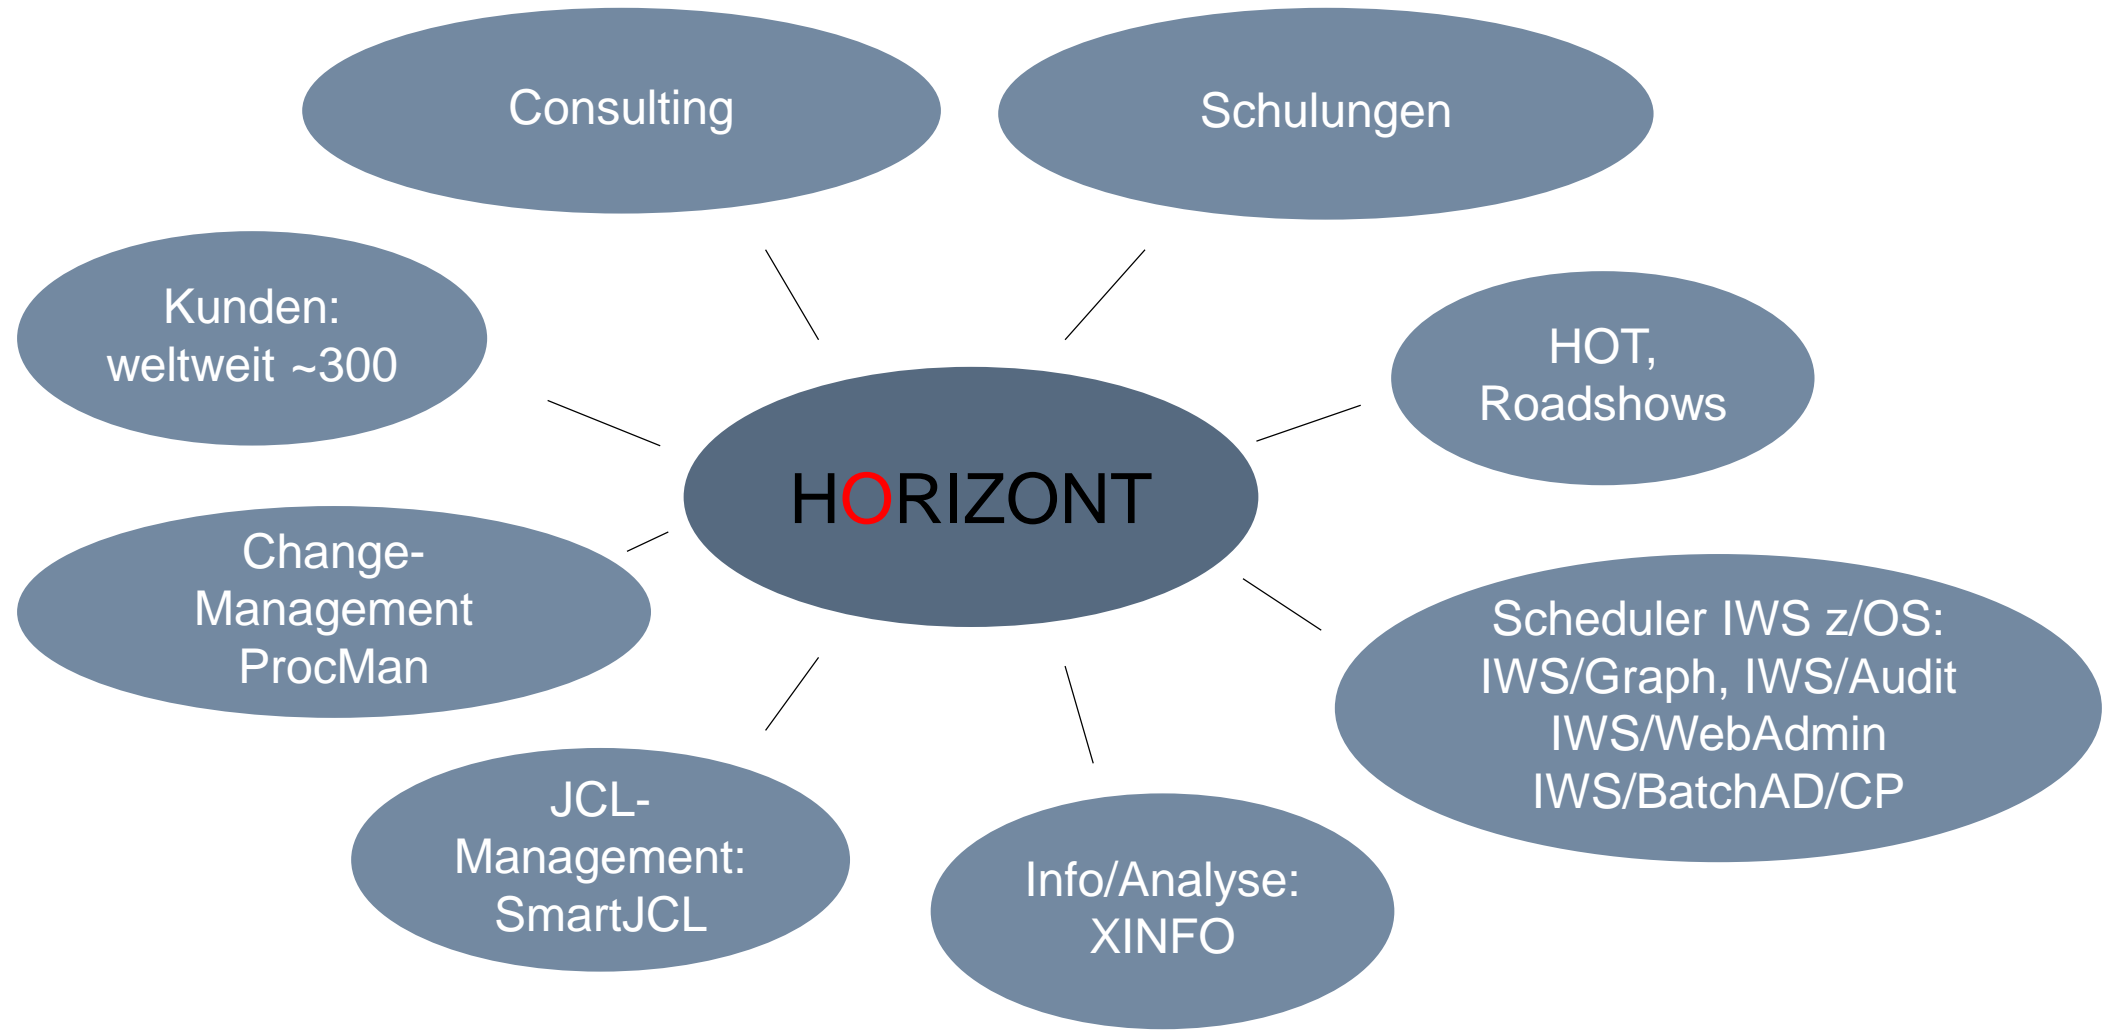 Consulting
Schulungen
Kunden:
weltweit ~300
HOT,
Roadshows
HORIZONT
Change-
Management
ProcMan
Scheduler IWS z/OS:
IWS/Graph, IWS/Audit
IWS/WebAdmin
IWS/BatchAD/CP
JCL-
Management:
SmartJCL
Info/Analyse:
XINFO